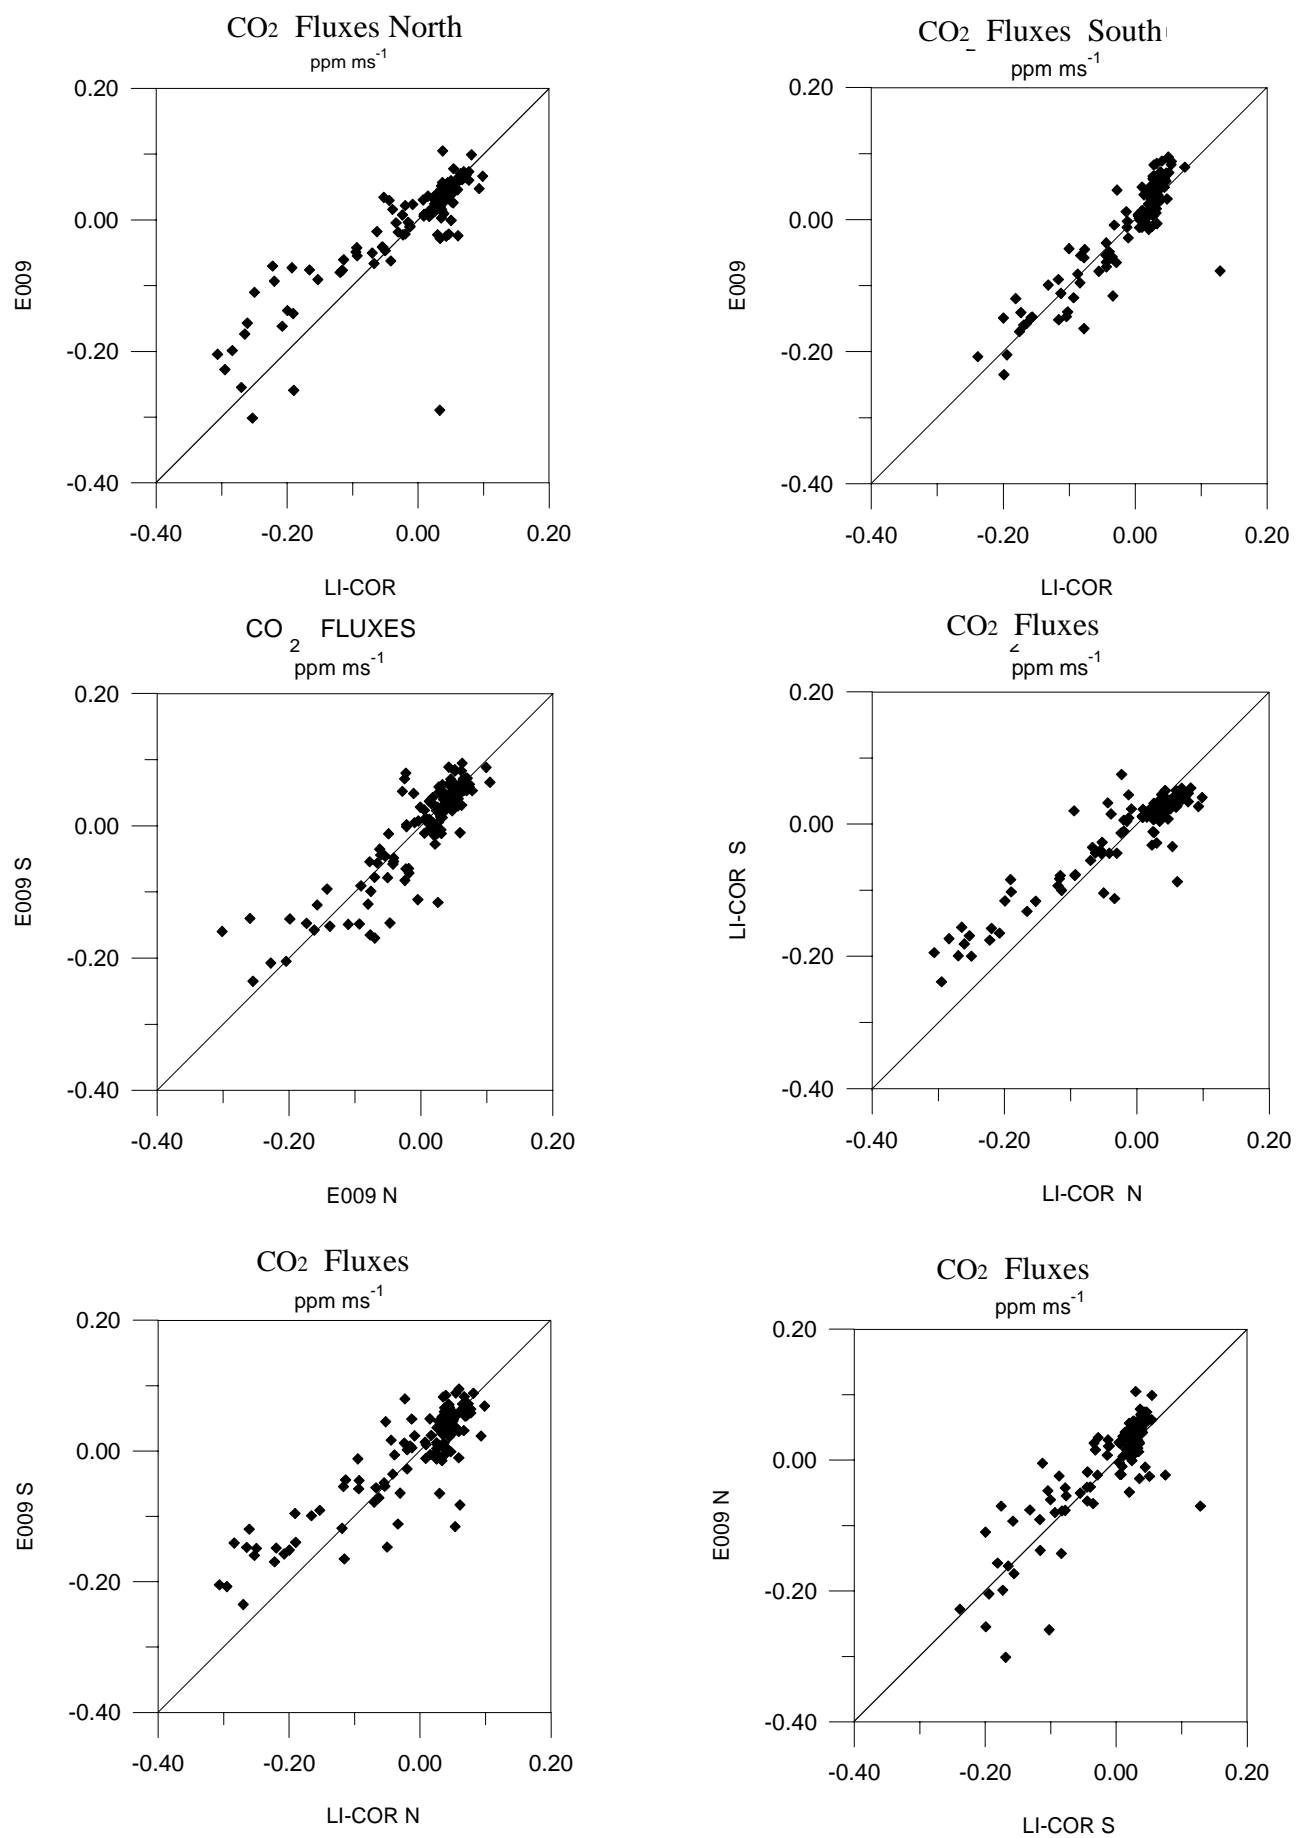 CO2 Fluxes North
ppm ms-1
0.20
0.00
-0.20
-0.40
E009
-0.40 -0.20 0.00 0.20
LI-COR
CO2 Fluxes South
ppm ms-1
0.20
0.00
-0.20
-0.40
E009
-0.40 -0.20 0.00 0.20
LI-COR
CO2 FLUXES
ppm ms-1
0.20
0.00
-0.20
-0.40
E009 S
-0.40 -0.20 0.00 0.20
E009 N
CO2 Fluxes
2
ppm ms-1
0.20
0.00
-0.20
-0.40
LI-COR S
-0.40 -0.20 0.00 0.20
LI-COR N
CO2 Fluxes
ppm ms-1
0.20
0.00
-0.20
-0.40
E009 S
-0.40 -0.20 0.00 0.20
LI-COR N
CO2 Fluxes
ppm ms-1
0.20
0.00
-0.20
-0.40
E009 N
-0.40 -0.20 0.00 0.20
LI-COR S